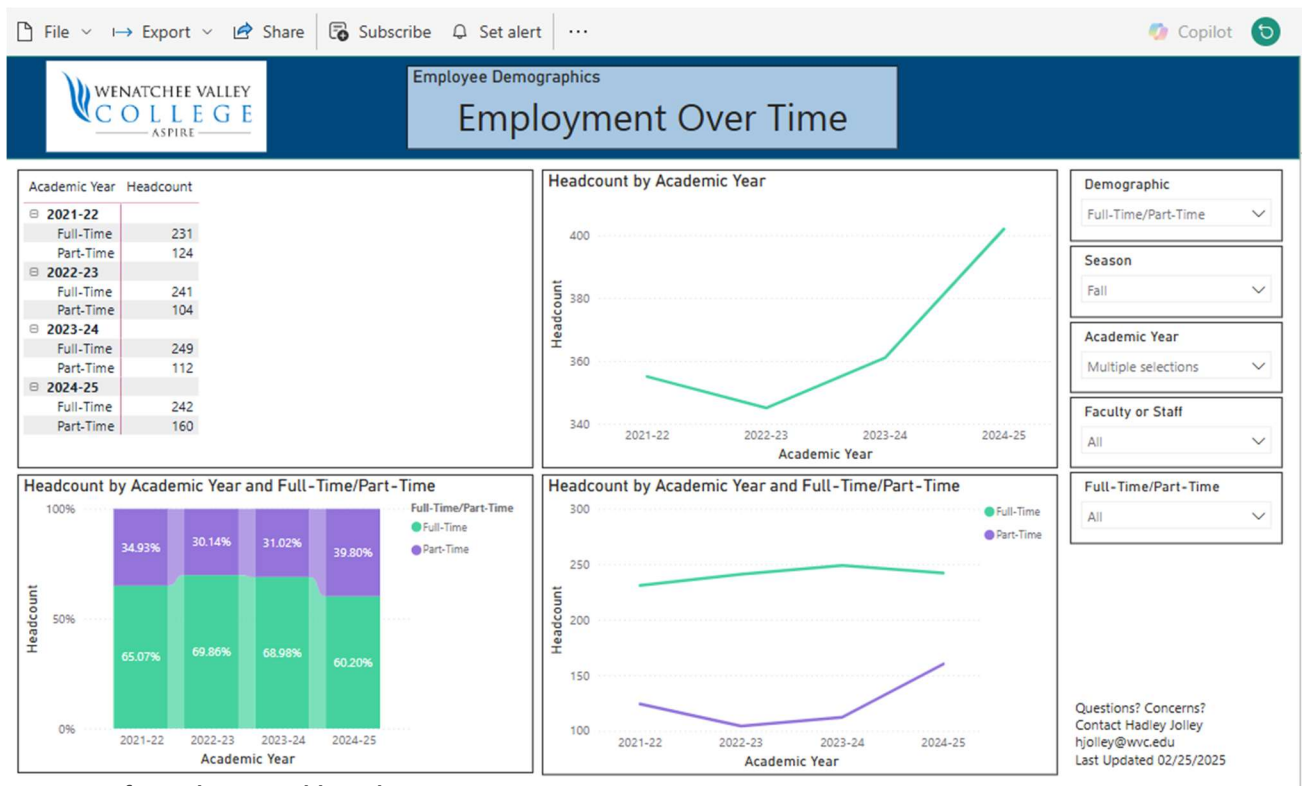 File Export Share Subscribe Set alert ... Copilot
WENATCHEE VALLEY
COLLEGE
ASPIRE
Employee Demographics
Employment Over Time
Academic Year Headcount
2021-22
Full-Time 231
Part-Time 124
2022-23
Full-Time 241
Part-Time 104
2023-24
Full-Time 249
Part-Time 112
2024-25
Full-Time 242
Part-Time 160
Headcount by Academic Year
Headcount
400
380
360
340
2021-22 2022-23 2023-24 2024-25
Academic Year
Demographic
Full-Time/Part-Time
Season
Fall
Academic Year
Multiple selections
Faculty or Staff
All
Full-Time/Part-Time
All
Headcount by Academic Year and Full-Time/Part-Time
Full-Time/Part-Time
Full-Time
Part-Time
Headcount
100%
50%
0%
34.93% 30.14% 31.02% 39.80%
65.07% 69.86% 68.98% 60.20%
2021-22 2022-23 2023-24 2024-25
Academic Year
Headcount by Academic Year and Full-Time/Part-Time
Full-Time
Part-Time
Headcount
300
250
200
150
100
2021-22 2022-23 2023-24 2024-25
Academic Year
Questions? Concerns?
Contact Hadley Jolley
hjolley@wvc.edu
Last Updated 02/25/2025